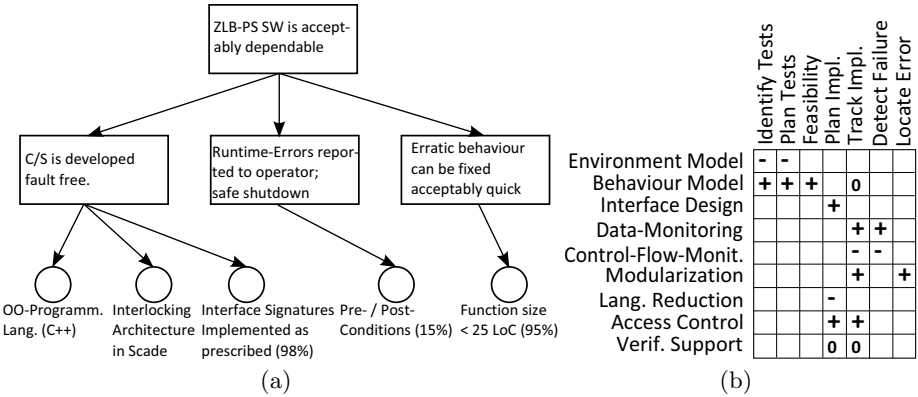 ZLB-PS SW is accept-
ably dependable
C/S is developed
fault free.
Runtime-Errors repor-
ted to operator;
safe shutdown
Erratic behaviour
can be fixed
acceptably quick
OO-Programm.
Lang. (C++)
Interlocking
Architecture
in Scade
Interface Signatures
Implemented as
prescribed (98%)
Pre- / Post-
Conditions (15%)
Function size
< 25 LoC (95%)
(a)
Identify Tests
Plan Tests
Feasibility
Plan Impl.
Track Impl.
Detect Failure
Locate Error
Environment Model - -
Behaviour Model + + + 0
Interface Design +
Data-Monitoring + +
Control-Flow-Monit. - -
Modularization + +
Lang. Reduction -
Access Control + +
Verif. Support 0 0
(b)